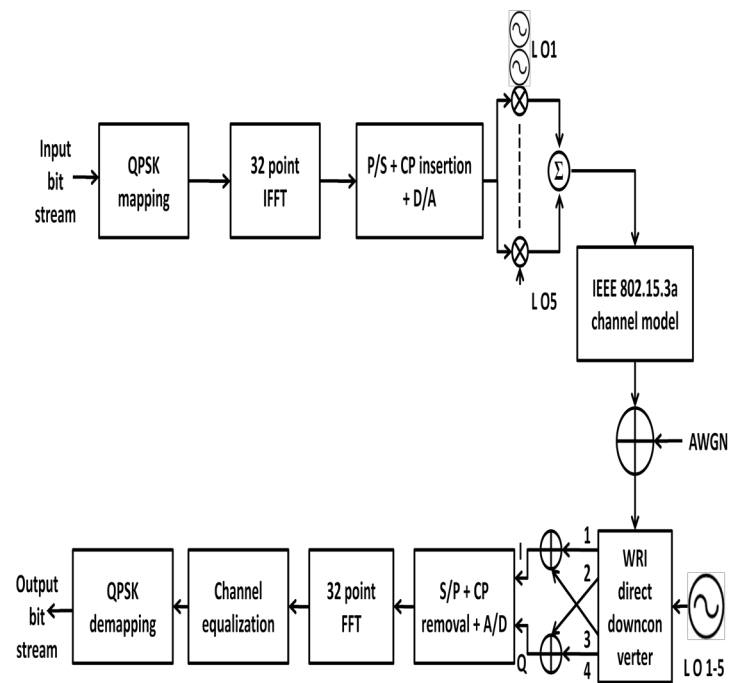 L O1
Input
bit
stream
QPSK
mapping
32 point
IFFT
P/S + CP insertion
+ D/A
Σ
L O5
IEEE 802.15.3a
channel model
AWGN
Output
bit
stream
QPSK
demapping
Channel
equalization
32 point
FFT
S/P + CP
removal + A/D
I
Q
1
2
3
4
WRI
direct
downcon
verter
L O 1-5